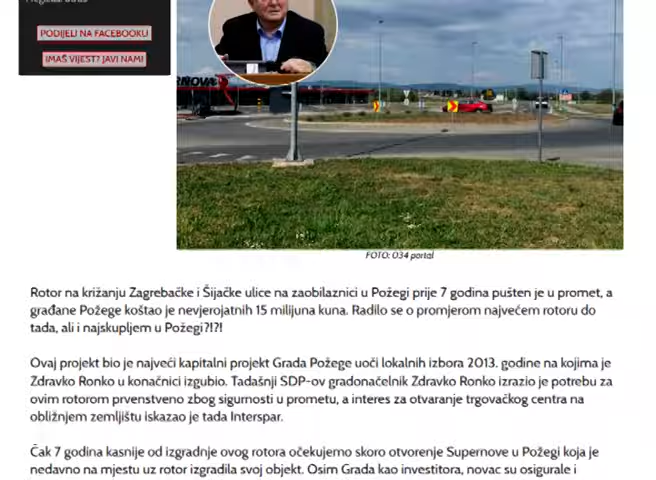 PODIJELI NA FACEBOOKU
IMAŠ VIJEST? JAVI NAM!
RNOVA
FOTO: 034 portal
Rotor na križanju Zagrebačke i Šijačke ulice na zaobilaznici u Požegi prije 7 godina pušten je u promet, a
građane Požege koštao je nevjerojatnih 15 milijuna kuna. Radilo se o promjerom najvećem rotoru do
tada, ali i najskupljem u Požegi?!?!
Ovaj projekt bio je najveći kapitalni projekt Grada Požege uoči lokalnih izbora 2013. godine na kojima je
Zdravko Ronko u konačnici izgubio. Tadašnji SDP-ov gradonačelnik Zdravko Ronko izrazio je potrebu za
ovim rotorom prvenstveno zbog sigurnosti u prometu, a interes za otvaranje trgovačkog centra na
obližnjem zemljištu iskazao je tada Interspar.
Čak 7 godina kasnije od izgradnje ovog rotora očekujemo skoro otvorenje Supernove u Požegi koja je
nedavno na mjestu uz rotor izgradila svoj objekt. Osim Grada kao investitora, novac su osigurale i